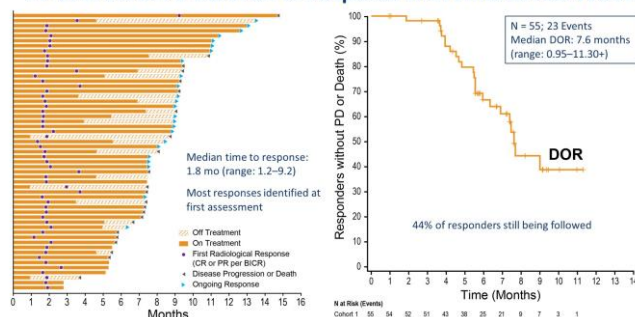 0 1 2 3 4 5 6 7 8 9 10 11 12 13 14 15 16
Months
Median time to response:
1.8 mo (range: 1.2–9.2)
Most responses identified at
first assessment
Off Treatment
On Treatment
First Radiological Response
(CR or PR per BICR)
Disease Progression or Death
Ongoing Response
Responders without PD or Death (%)
100
90
80
70
60
50
40
30
20
10
0
N = 55; 23 Events
Median DOR: 7.6 months
(range: 0.95–11.30+)
DOR
44% of responders still being followed
0 1 2 3 4 5 6 7 8 9 10 11 12 13 14
Time (Months)
N at Risk (Events)
Cohort 1 55 54 52 51 43 38 25 21 9 7 3 1